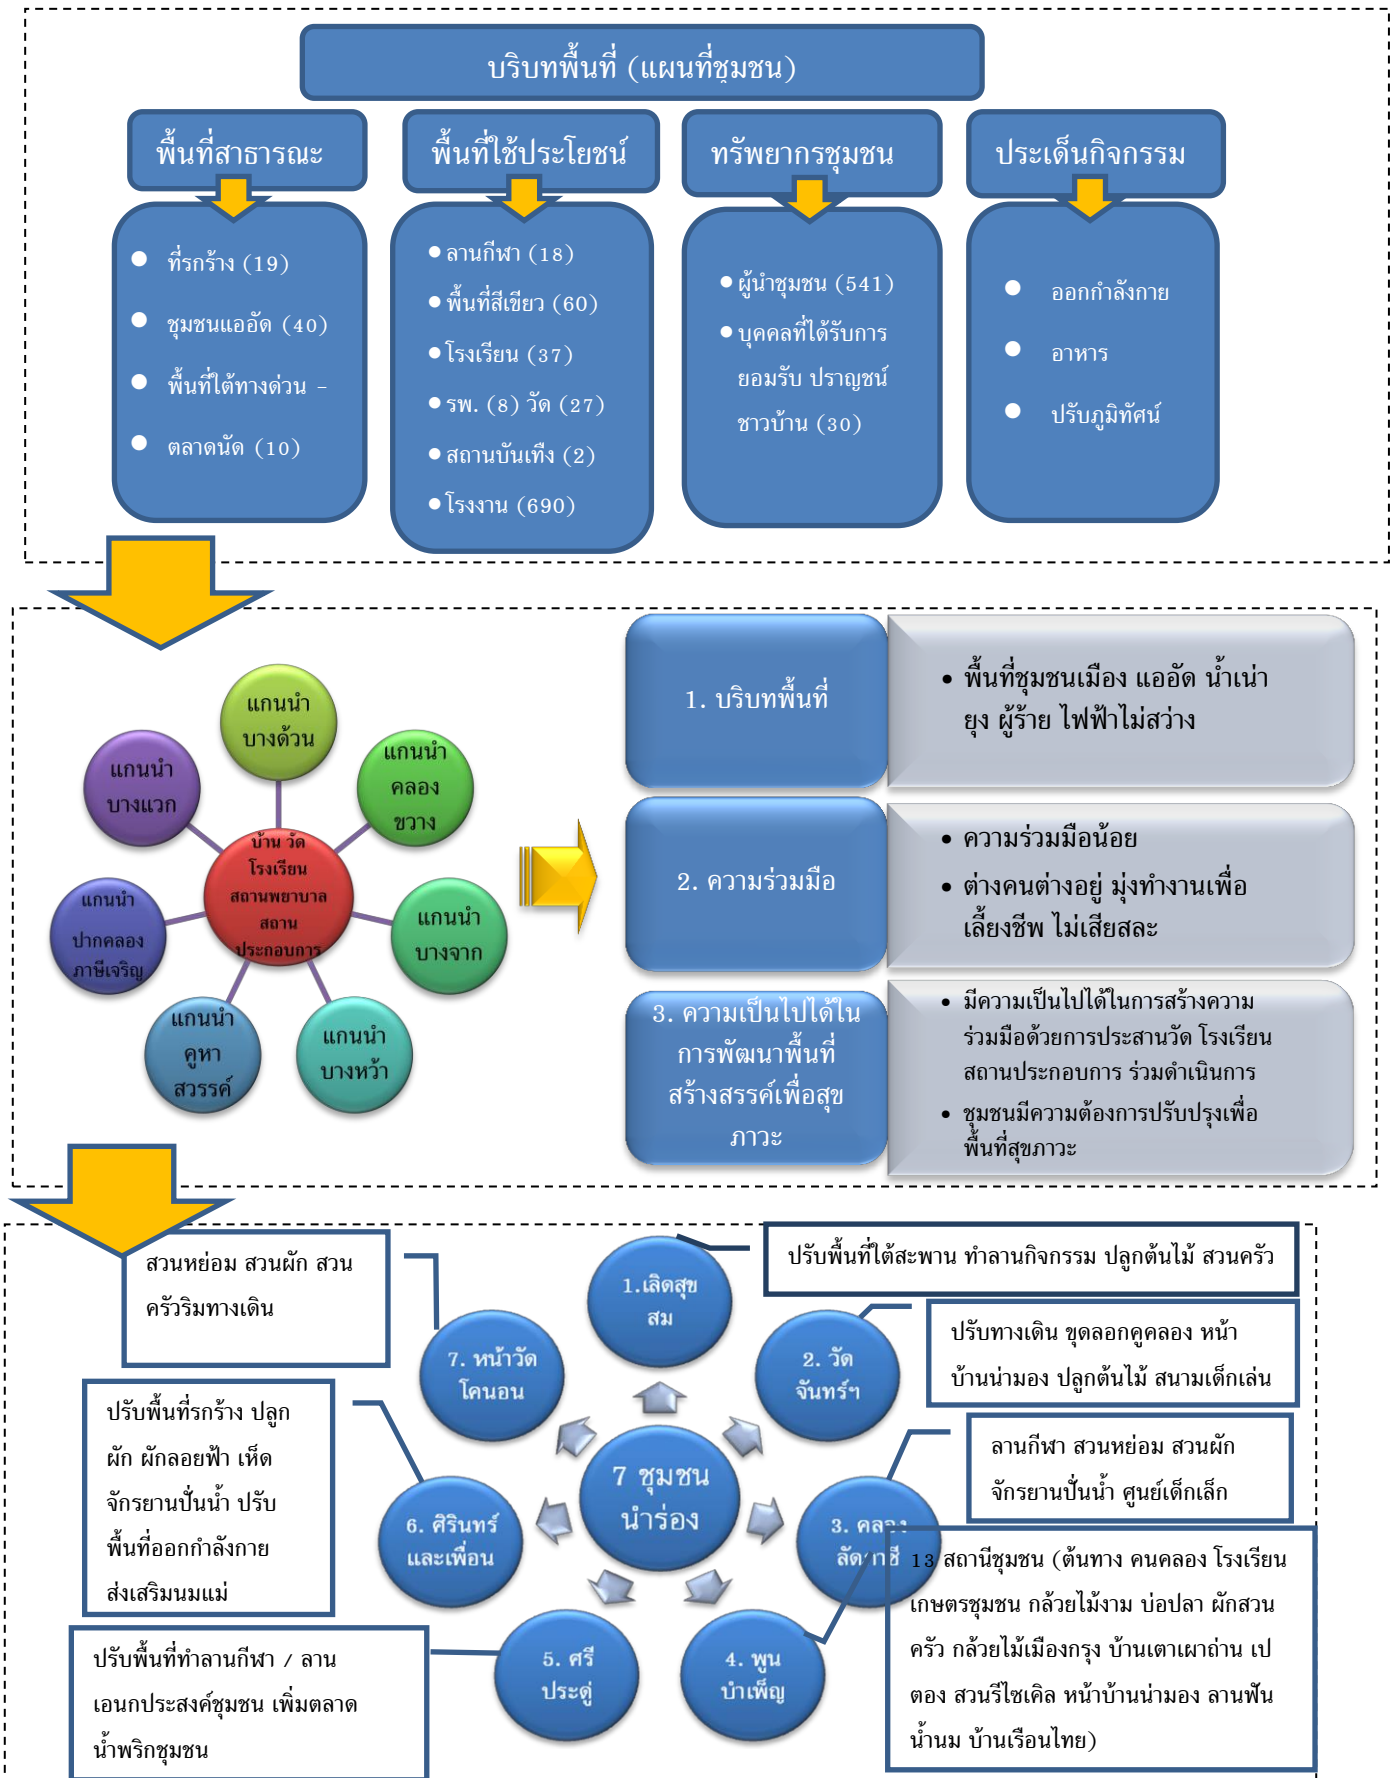 บริบทพื้นที่ (แผนที่ชุมชน)
พื้นที่สาธารณะ
ที่รกร้าง (19)
ชุมชนแออัด (40)
พื้นที่ใต้ทางด่วน -
ตลาดนัด (10)
พื้นที่ใช้ประโยชน์
ลานกีฬา (18)
พื้นที่สีเขียว (60)
โรงเรียน (37)
รพ. (8) วัด (27)
สถานบันเทิง (2)
โรงงาน (690)
ทรัพยากรชุมชน
ผู้นำชุมชน (541)
บุคคลที่ได้รับการ
ยอมรับ ปราญชน์
ชาวบ้าน (30)
ประเด็นกิจกรรม
ออกกำลังกาย
อาหาร
ปรับภูมิทัศน์
แกนนำ
บางด้วน
แกนนำ
คลอง
ขวาง
แกนนำ
บางจาก
แกนนำ
บางหว้า
แกนนำ
คูหา
สวรรค์
แกนนำ
ปากคลอง
ภาษีเจริญ
แกนนำ
บางแวก
บ้าน วัด
โรงเรียน
สถานพยาบาล
สถาน
ประกอบการ
1. บริบทพื้นที่
• พื้นที่ชุมชนเมือง แออัด น้ำเน่า
ยุง ผู้ร้าย ไฟฟ้าไม่สว่าง
2. ความร่วมมือ
• ความร่วมมือน้อย
• ต่างคนต่างอยู่ มุ่งทำงานเพื่อ
เลี้ยงชีพ ไม่เสียสละ
3. ความเป็นไปได้ใน
การพัฒนาพื้นที่
สร้างสรรค์เพื่อสุข
ภาวะ
• มีความเป็นไปได้ในการสร้างความ
ร่วมมือด้วยการประสานวัด โรงเรียน
สถานประกอบการ ร่วมดำเนินการ
• ชุมชนมีความต้องการปรับปรุงเพื่อ
พื้นที่สุขภาวะ
7 ชุมชน
นำร่อง
1.เลิดสุข
สม
ปรับพื้นที่ใต้สะพาน ทำลานกิจกรรม ปลูกต้นไม้ สวนครัว
2. วัด
จันทร์ฯ
ปรับทางเดิน ขุดลอกคูคลอง หน้า
บ้านน่ามอง ปลูกต้นไม้ สนามเด็กเล่น
3. คลอง
ลัดภาชี
ลานกีฬา สวนหย่อม สวนผัก
จักรยานปั่นน้ำ ศูนย์เด็กเล็ก
4. พูน
บำเพ็ญ
13 สถานีชุมชน (ต้นทาง คนคลอง โรงเรียน
เกษตรชุมชน กล้วยไม้งาม บ่อปลา ผักสวน
ครัว กล้วยไม้เมืองกรุง บ้านเตาเผาถ่าน เป
ตอง สวนรีไซเคิล หน้าบ้านน่ามอง ลานฟัน
น้ำนม บ้านเรือนไทย)
5. ศรี
ประดู่
ปรับพื้นที่ทำลานกีฬา / ลาน
เอนกประสงค์ชุมชน เพิ่มตลาด
น้ำพริกชุมชน
6. ศิรินทร์
และเพื่อน
ปรับพื้นที่รกร้าง ปลูก
ผัก ผักลอยฟ้า เห็ด
จักรยานปั่นน้ำ ปรับ
พื้นที่ออกกำลังกาย
ส่งเสริมนมแม่
7. หน้าวัด
โคนอน
สวนหย่อม สวนผัก สวน
ครัวริมทางเดิน